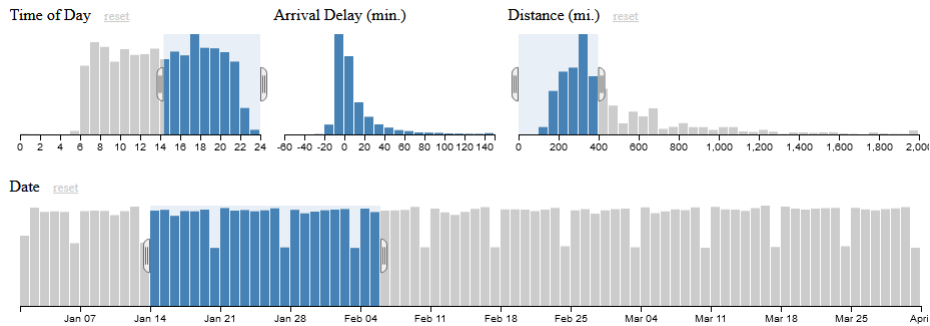 Time of Day reset
Arrival Delay (min.)
Distance (mi.) reset
0 2 4 6 8 10 12 14 16 18 20 22 24
-60 -40 -20 0 20 40 60 80 100 120 140
0 200 400 600 800 1,000 1,200 1,400 1,600 1,800 2,000
Date reset
Jan 07 Jan 14 Jan 21 Jan 28 Feb 04 Feb 11 Feb 18 Feb 25 Mar 04 Mar 11 Mar 18 Mar 25 April